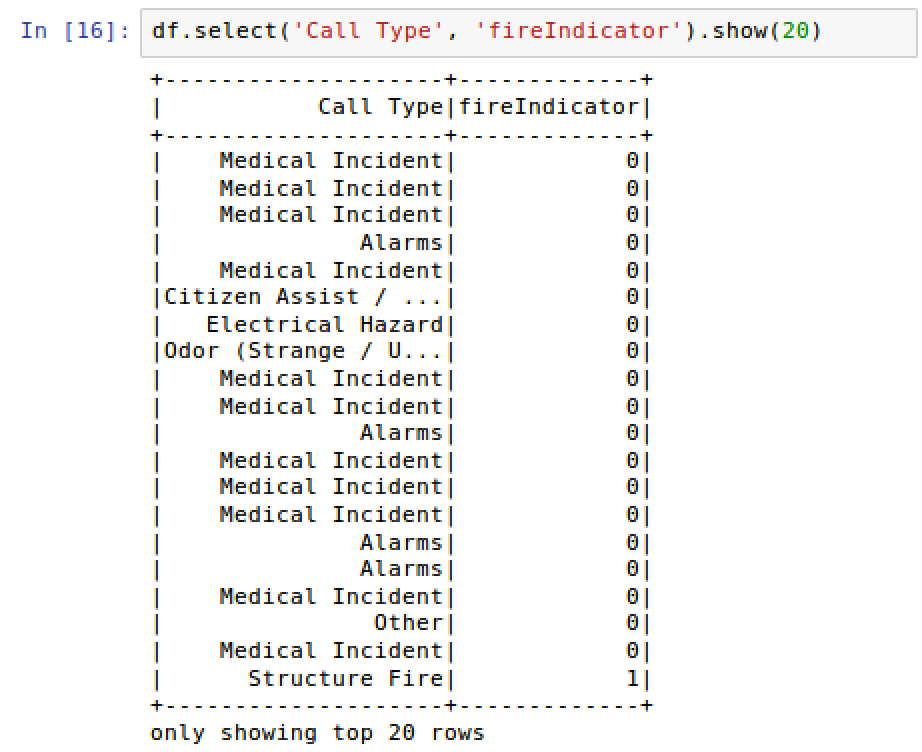 In [16]: df.select('Call Type', 'fireIndicator').show(20)
+--------------------+-------------+
|           Call Type|fireIndicator|
+--------------------+-------------+
|    Medical Incident|            0|
|    Medical Incident|            0|
|    Medical Incident|            0|
|              Alarms|            0|
|    Medical Incident|            0|
|Citizen Assist / ...|            0|
|   Electrical Hazard|            0|
|Odor (Strange / U...|            0|
|    Medical Incident|            0|
|    Medical Incident|            0|
|              Alarms|            0|
|    Medical Incident|            0|
|    Medical Incident|            0|
|    Medical Incident|            0|
|              Alarms|            0|
|              Alarms|            0|
|    Medical Incident|            0|
|               Other|            0|
|    Medical Incident|            0|
|      Structure Fire|            1|
+--------------------+-------------+
only showing top 20 rows